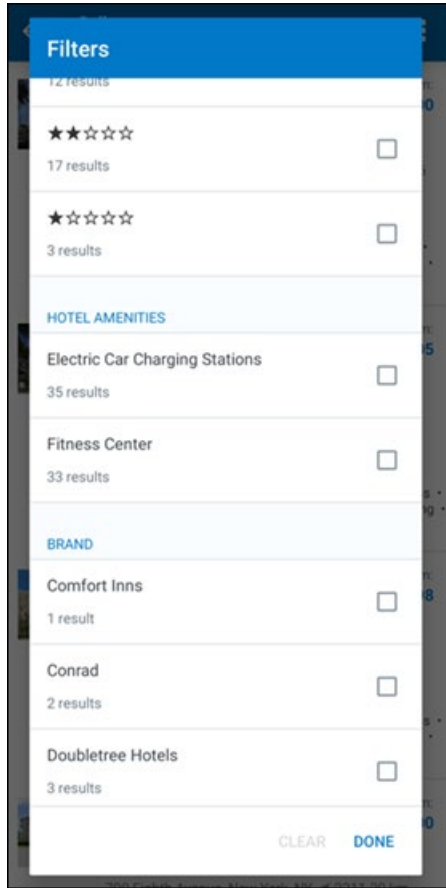 Filters
12 results
★★☆☆☆
17 results
★☆☆☆☆
3 results
HOTEL AMENITIES
Electric Car Charging Stations
35 results
Fitness Center
33 results
BRAND
Comfort Inns
1 result
Conrad
2 results
Doubletree Hotels
3 results
CLEAR DONE